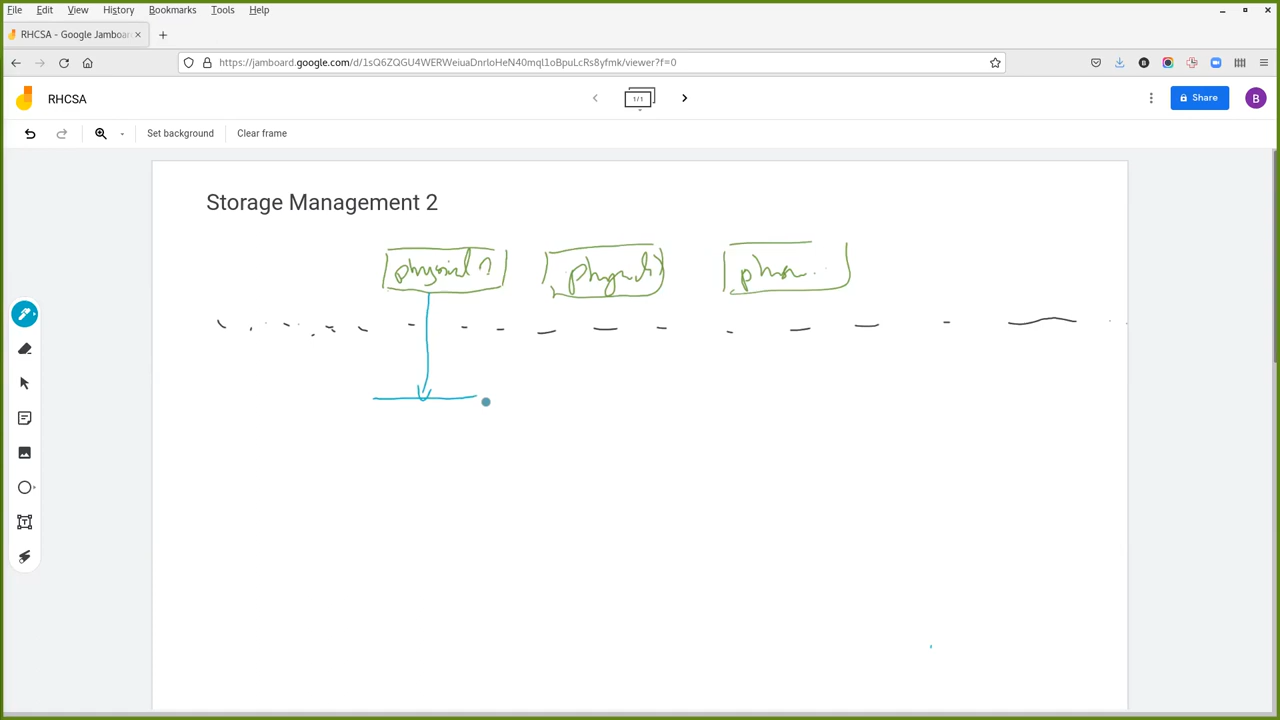 File Edit View History Bookmarks Tools Help
RHCSA - Google Jamboard
https://jamboard.google.com/d/1sQ6ZQGU4WERWeiuaDnrloHeN40mql1oBpuLcRs8yfmk/viewer?f=0
RHCSA
1/1
Share
B
Set background Clear frame
Storage Management 2
physical